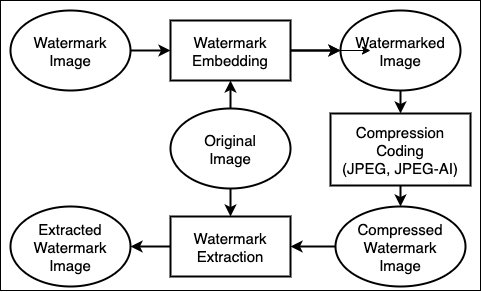 Watermark
Image
Watermark
Embedding
Watermarked
Image
Original
Image
Compression
Coding
(JPEG, JPEG-AI)
Extracted
Watermark
Image
Watermark
Extraction
Compressed
Watermark
Image